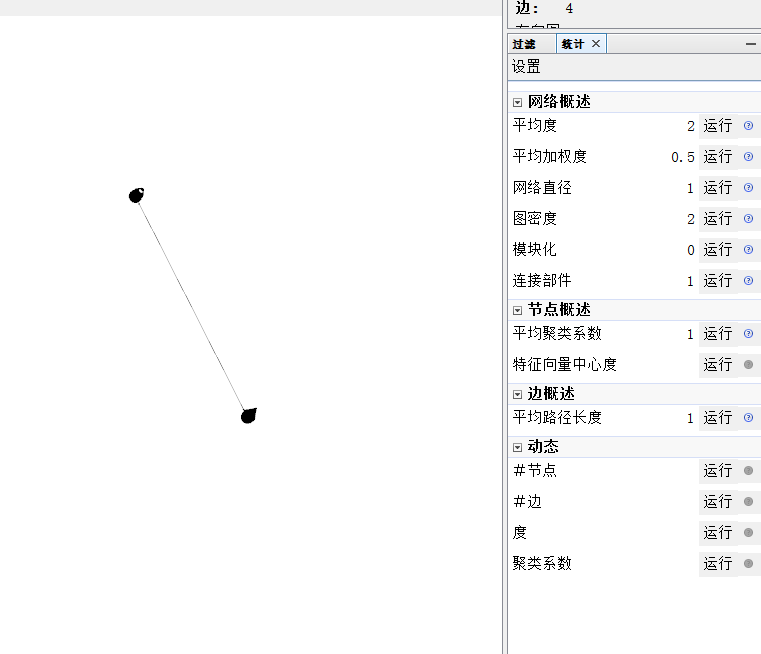 边: 4
过滤 统计 ×
设置
网络概述
平均度 2 运行
平均加权度 0.5 运行
网络直径 1 运行
图密度 2 运行
模块化 0 运行
连接部件 1 运行
节点概述
平均聚类系数 1 运行
特征向量中心度 运行
边概述
平均路径长度 1 运行
动态
#节点 运行
#边 运行
度 运行
聚类系数 运行